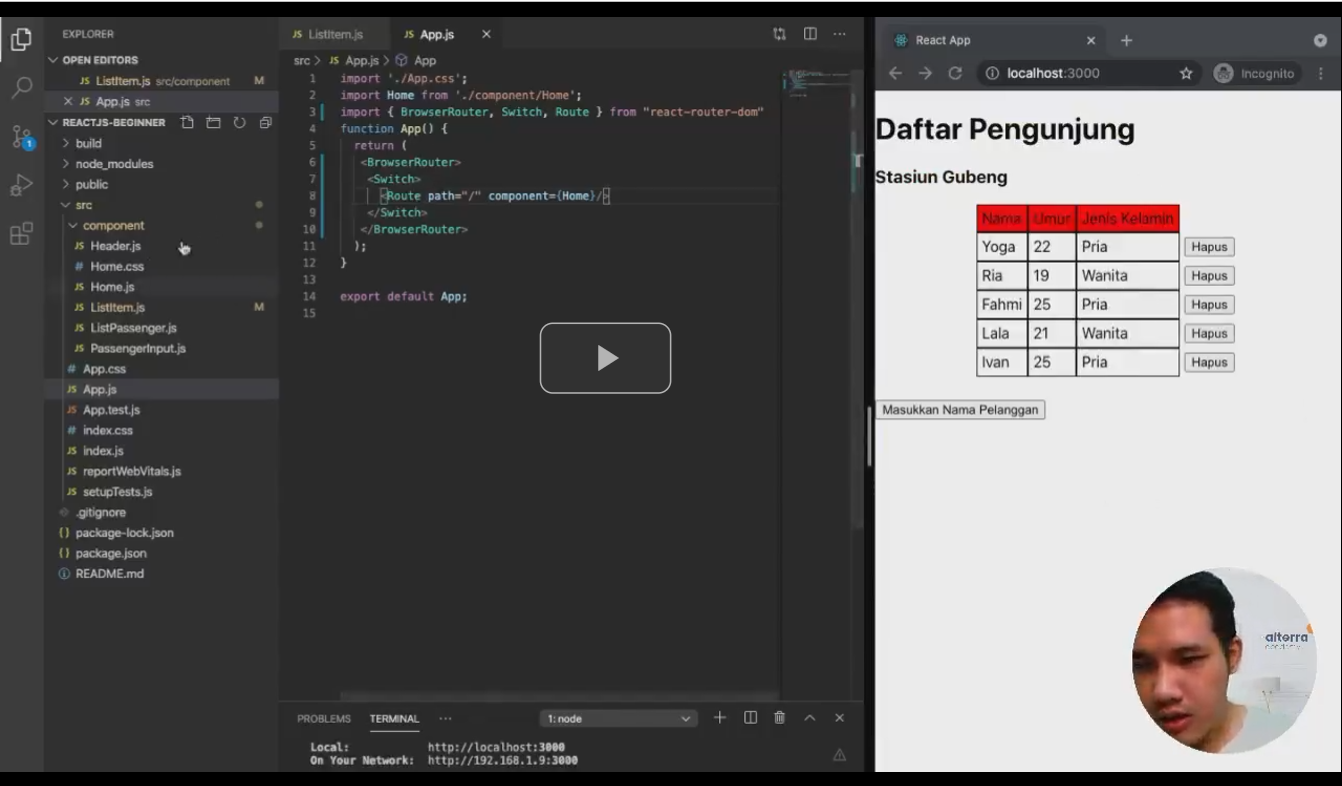 EXPLORER
OPEN EDITORS
JS ListItem.js src/component M
JS App.js src
REACTJS-BEGINNER
build
node_modules
public
src
component
JS Header.js
# Home.css
JS Home.js
JS ListItem.js M
JS ListPassenger.js
JS PassengerInput.js
# App.css
JS App.js
JS App.test.js
# index.css
JS index.js
JS reportWebVitals.js
JS setupTests.js
.gitignore
{} package-lock.json
{} package.json
README.md
1
JS ListItem.js JS App.js
src > JS App.js > App
1 import './App.css';
2 import Home from './component/Home';
3 import { BrowserRouter, Switch, Route } from "react-router-dom"
4 function App() {
5 return (
6 <BrowserRouter>
7 <Switch>
8 <Route path="/" component={Home}/>
9 </Switch>
10 </BrowserRouter>
11 );
12 }
13
14 export default App;
15
PROBLEMS TERMINAL ... 1: node
Local: http://localhost:3000
On Your Network: http://192.168.1.9:3000
React App
localhost:3000 Incognito
Daftar Pengunjung
Stasiun Gubeng
Nama Umur Jenis Kelamin
Yoga 22 Pria Hapus
Ria 19 Wanita Hapus
Fahmi 25 Pria Hapus
Lala 21 Wanita Hapus
Ivan 25 Pria Hapus
Masukkan Nama Pelanggan
alterra
academy